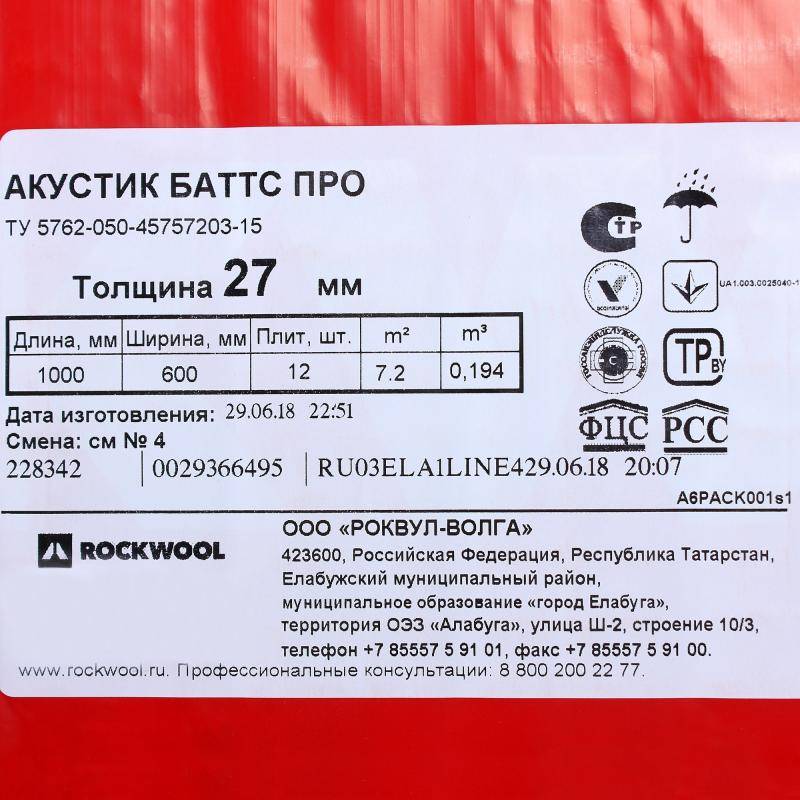 АКУСТИК БАТТС ПРО
ТУ 5762-050-45757203-15
Толщина 27 мм
Длина, мм Ширина, мм Плит, шт. m² m³
1000 600 12 7.2 0,194
Дата изготовления: 29.06.18 22:51
Смена: см № 4
228342 0029366495 RU03ELA1LINE429.06.18 20:07
СТР
UA1.003.0025040-1
ТР BY
ФЦС РСС
A6PACK001s1
ROCKWOOL
ООО «РОКВУЛ-ВОЛГА»
423600, Российская Федерация, Республика Татарстан,
Елабужский муниципальный район,
муниципальное образование «город Елабуга»,
территория ОЭЗ «Алабуга», улица Ш-2, строение 10/3,
телефон +7 85557 5 91 01, факс +7 85557 5 91 00.
www.rockwool.ru. Профессиональные консультации: 8 800 200 22 77.